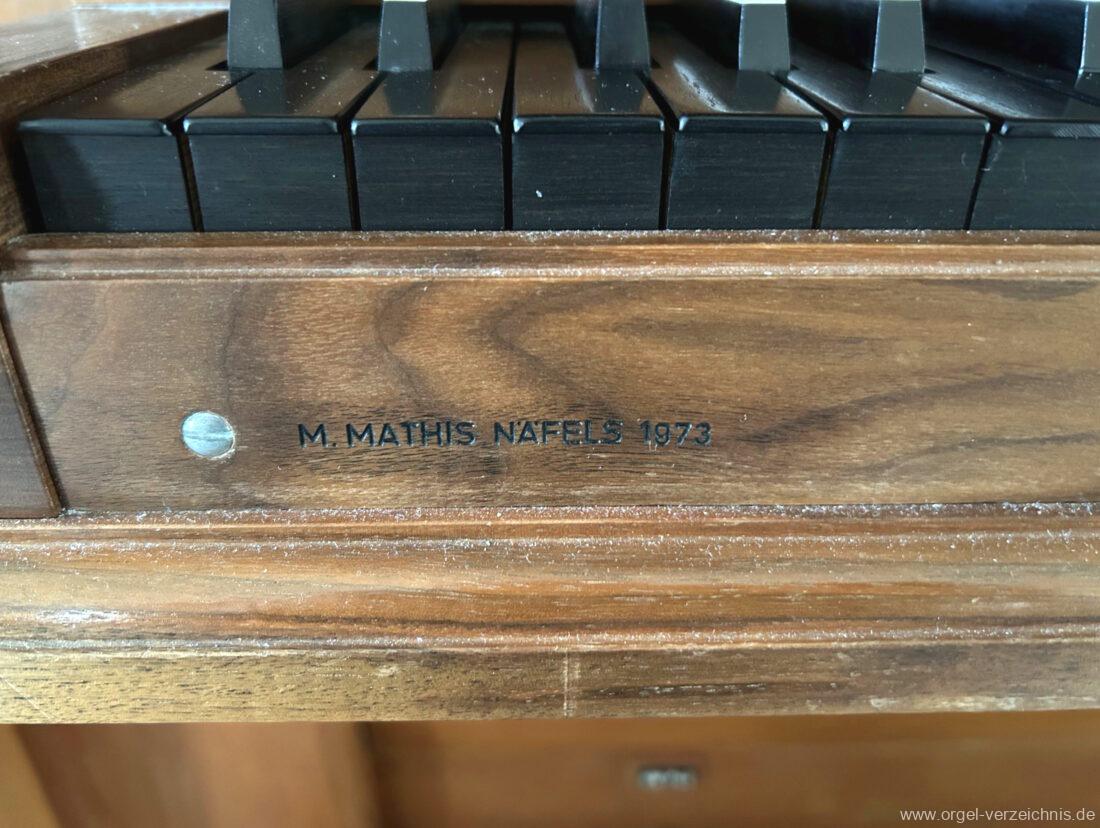 M. MATHIS NÄFELS 1973
www.orgel-verzeichnis.de